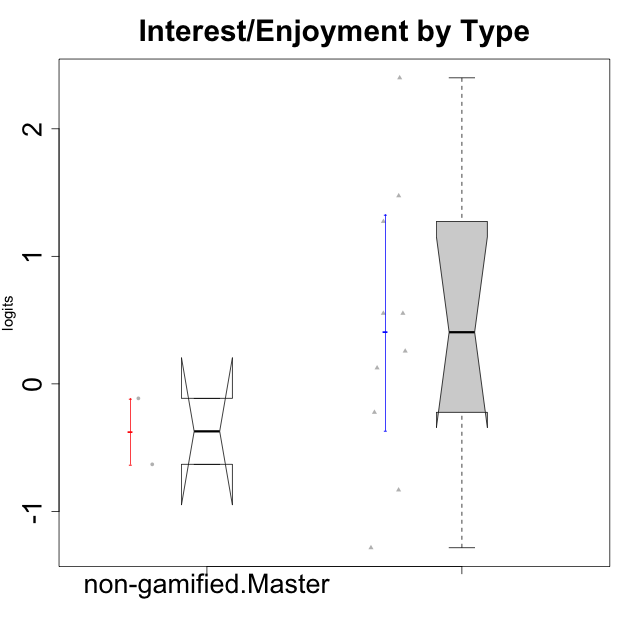 Interest/Enjoyment by Type
2
1
0
-1
logits
non-gamified.Master